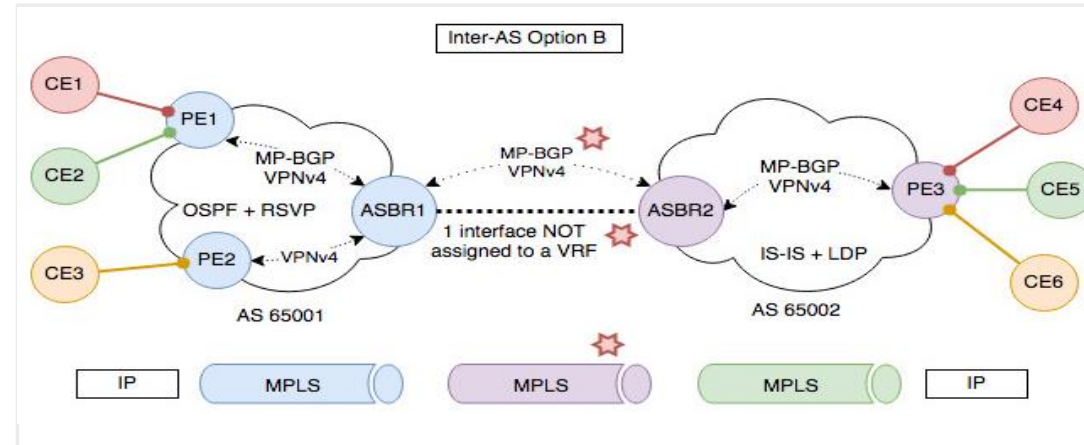 Inter-AS Option B
CE1
CE4
PE1
MP-BGP
VPNv4
MP-BGP
VPNv4
MP-BGP
VPNv4
CE2
OSPF + RSVP
ASBR1
ASBR2
PE3
CE5
1 interface NOT
assigned to a VRF
CE3
PE2
VPNv4
IS-IS + LDP
CE6
AS 65001
AS 65002
IP
MPLS
MPLS
MPLS
IP